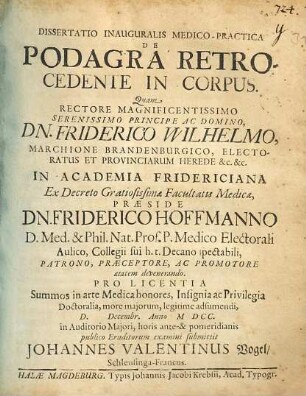 724.
DISSERTATIO INAUGURALIS MEDICO-PRACTICA
DE
PODAGRA RETRO-
CEDENTE IN CORPUS.
Quam
RECTORE MAGNIFICENTISSIMO
SERENISSIMO PRINCIPE AC DOMINO,
DN. FRIDERICO WILHELMO,
MARCHIONE BRANDENBURGICO, ELECTO-
RATUS ET PROVINCIARUM HEREDE &c.&c.
IN ACADEMIA FRIDERICIANA
Ex Decreto Gratiosissimæ Facultatis Medicæ,
PRÆSIDE
DN. FRIDERICO HOFFMANNO
D. Med. & Phil. Nat. Prof. P. Medico Electorali
Aulico, Collegii sui h.t. Decano spectabili,
PATRONO, PRÆCEPTORE, AC PROMOTORE
ætatem devenerando.
PRO LICENTIA
Summos in arte Medica honores, Insignia ac Privilegia
Doctoralia, more majorum, legitime adsumendi,
D. Decembr. Anno M DCC.
in Auditorio Majori, horis ante- & pomeridianis
publico Eruditorum examini submittit
JOHANNES VALENTINUS Vogel/
Schleusinga-Francus.
HALÆ MAGDEBURG. Typis Johannis Jacobi Krebsii, Acad. Typogr.